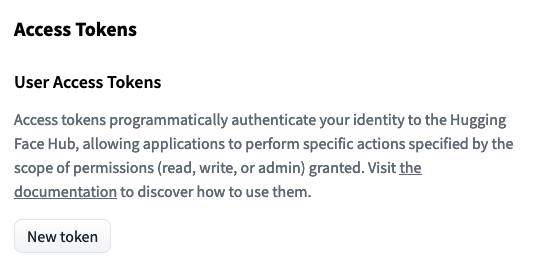 Access Tokens
User Access Tokens
Access tokens programmatically authenticate your identity to the Hugging
Face Hub, allowing applications to perform specific actions specified by the
scope of permissions (read, write, or admin) granted. Visit the
documentation to discover how to use them.
New token